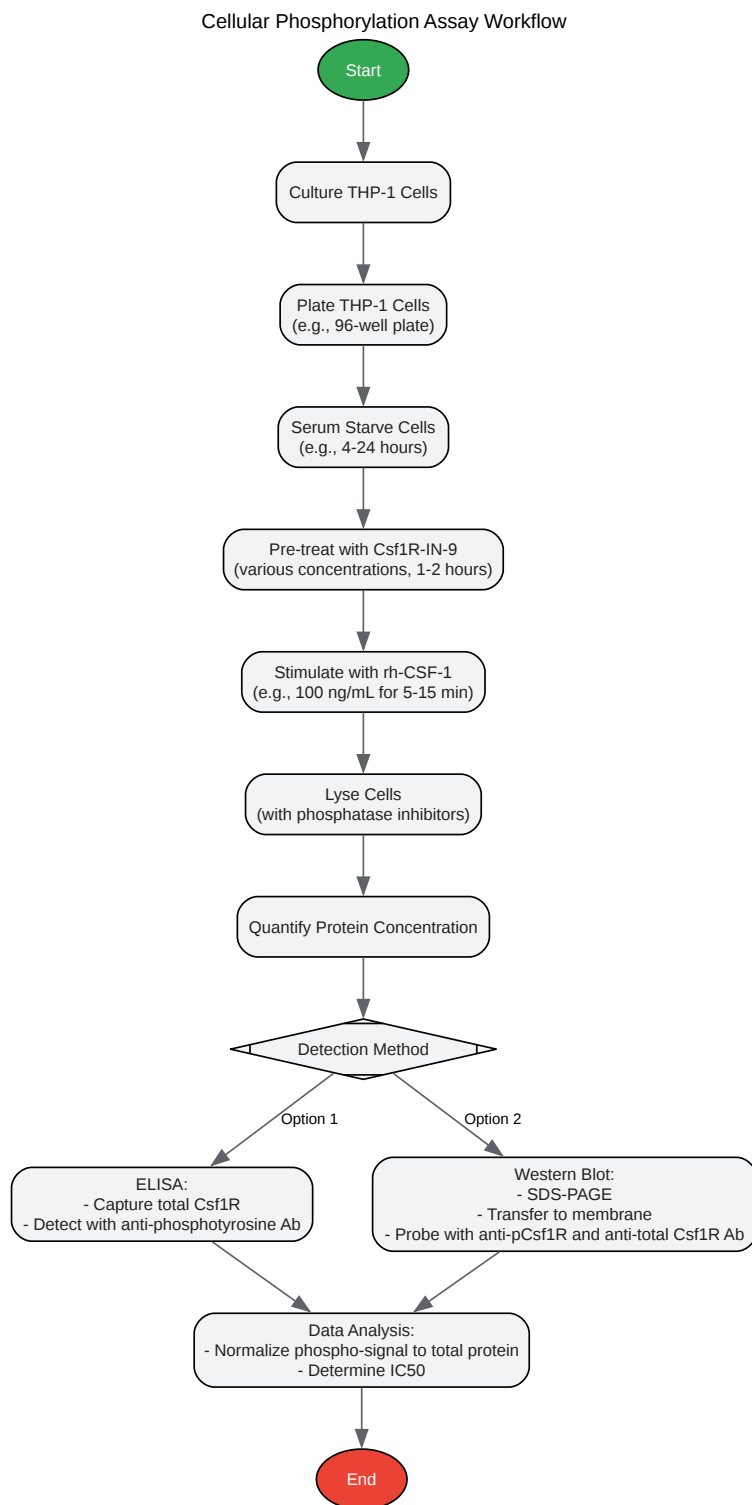 Cellular Phosphorylation Assay Workflow
Start
Culture THP-1 Cells
Plate THP-1 Cells
(e.g., 96-well plate)
Serum Starve Cells
(e.g., 4-24 hours)
Pre-treat with Csf1R-IN-9
(various concentrations, 1-2 hours)
Stimulate with rh-CSF-1
(e.g., 100 ng/mL for 5-15 min)
Lyse Cells
(with phosphatase inhibitors)
Quantify Protein Concentration
Detection Method
Option 1
Option 2
ELISA:
- Capture total Csf1R
- Detect with anti-phosphotyrosine Ab
Western Blot:
- SDS-PAGE
- Transfer to membrane
- Probe with anti-pCsf1R and anti-total Csf1R Ab
Data Analysis:
- Normalize phospho-signal to total protein
- Determine IC50
End